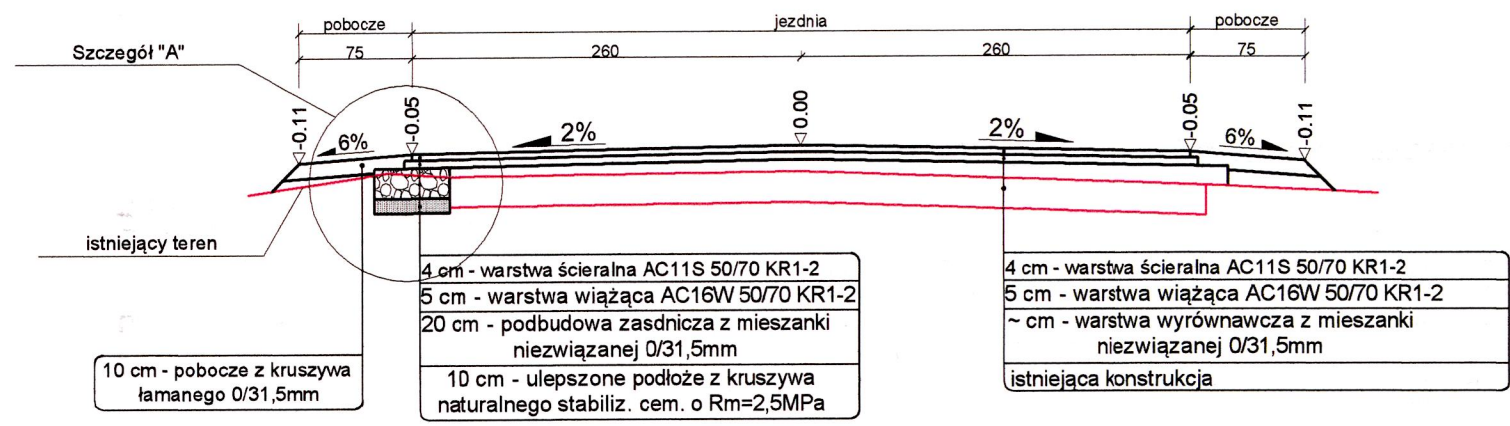 pobocze
jezdnia
pobocze
Szczegół "A"
75
260
260
75
-0.11
-0.05
0.00
-0.05
-0.11
6%
2%
2%
6%
istniejący teren
4 cm - warstwa ścieralna AC11S 50/70 KR1-2
5 cm - warstwa wiążąca AC16W 50/70 KR1-2
20 cm - podbudowa zasdnicza z mieszanki
niezwiązanej 0/31,5mm
10 cm - ulepszone podłoże z kruszywa
naturalnego stabiliz. cem. o Rm=2,5MPa
4 cm - warstwa ścieralna AC11S 50/70 KR1-2
5 cm - warstwa wiążąca AC16W 50/70 KR1-2
~ cm - warstwa wyrównawcza z mieszanki
niezwiązanej 0/31,5mm
istniejąca konstrukcja
10 cm - pobocze z kruszywa
łamanego 0/31,5mm